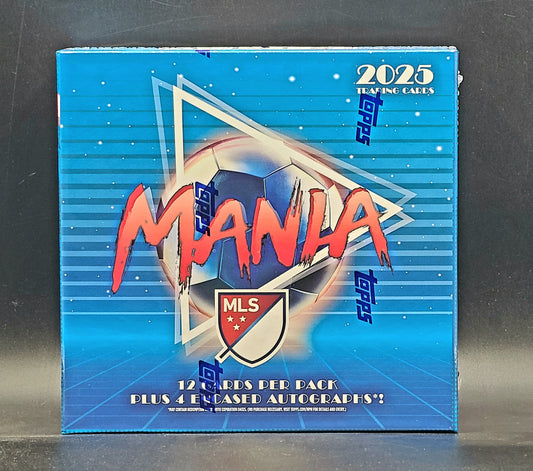 2025
TRADING CARDS
topps
topps
MANIA
topps
MLS
topps
12 CARDS PER PACK
PLUS 4 ENCASED AUTOGRAPHS*!